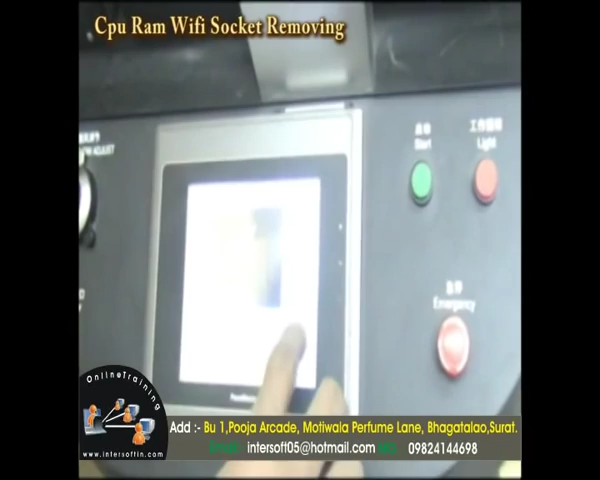 Cpu Ram Wifi Socket Removing
ADJUST
Start
Light
Emergency
OnlineTraining
www.intersoftin.com
Add :- Bu 1,Pooja Arcade, Motiwala Perfume Lane, Bhagatalao,Surat.
intersoft05@hotmail.com
09824144698